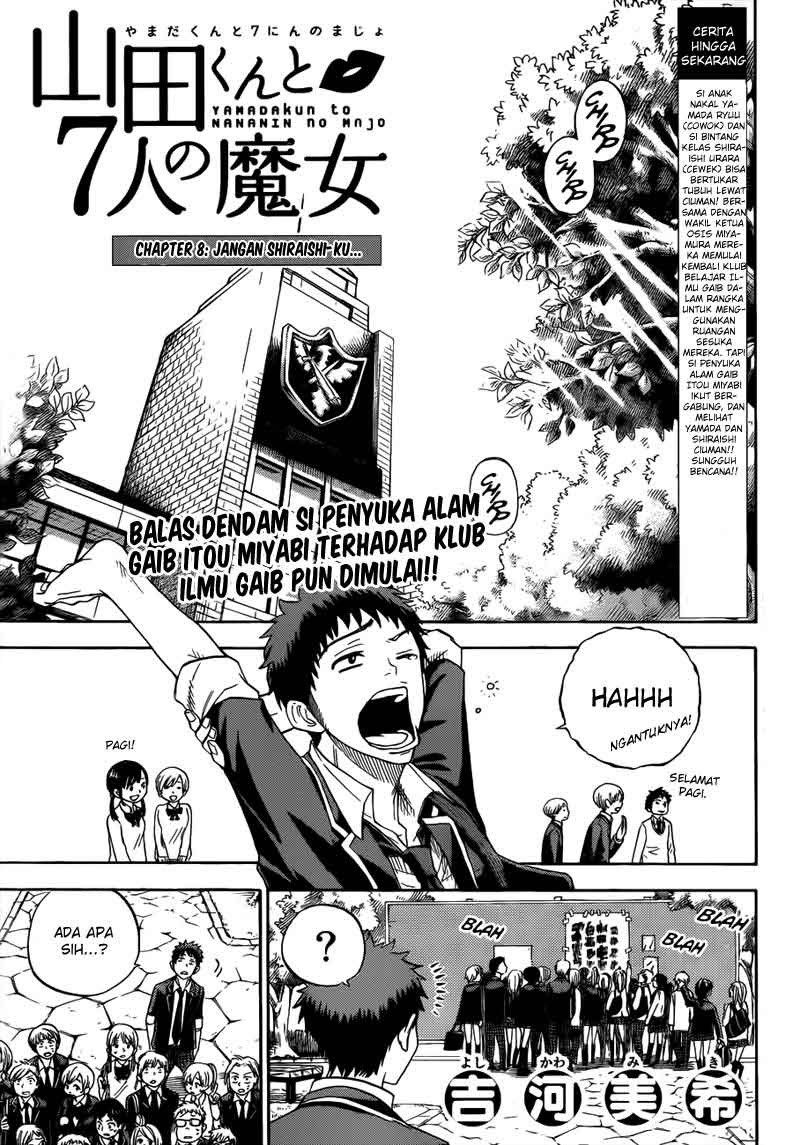 やまだくんと7にんのまじょ
山田くんと
YAMADAKUN to
NANANIN no MAJO
7人の魔女
CHAPTER 8: JANGAN SHIRAISHI-KU...
CERITA
HINGGA
SEKARANG
SI ANAK
NAKAL YA-
MADA RYUU
(COWOK) DAN
SI BINTANG
KELAS SHIRA-
ISHI URARA
(CEWEK) BISA
BERTUKAR
TUBUH LEWAT
CIUMAN! BER-
SAMA DENGAN
WAKIL KETUA
OSIS MIYA-
MURA MERE-
KA MEMULAI
KEMBALI KLUB
BELAJAR IL-
MU GAIB DA-
LAM RANGKA
UNTUK MENG-
GUNAKAN
RUANGAN
SESUKA
MEREKA. TAPI
SI PENYUKA
ALAM GAIB
ITOU MIYABI
IKUT BER-
GABUNG, DAN
MELIHAT
YAMADA DAN
SHIRAISHI
CIUMAN!!
SUNGGUH
BENCANA!!
CHIRP
CHIRP
CHIRP
BALAS DENDAM SI PENYUKA ALAM
GAIB ITOU MIYABI TERHADAP KLUB
ILMU GAIB PUN DIMULAI!!
HAHHH
NGANTUKNYA!
PAGI!
SELAMAT
PAGI.
ADA APA
SIH...?
?
BLAH
BLAH
BLAH
よし かわ み き
吉河美希